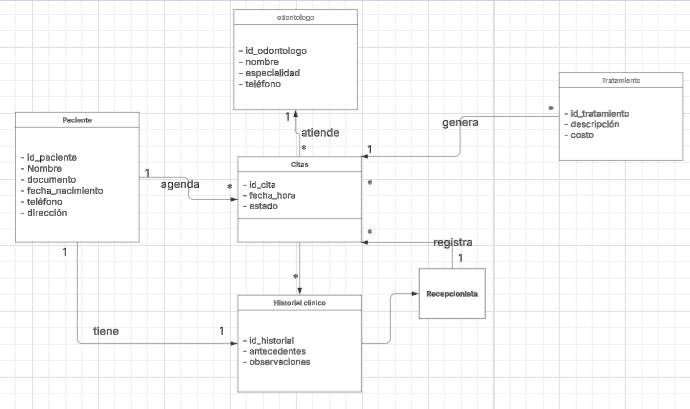 odontologo
- id_odontologo
- nombre
- especialidad
- teléfono
1
atiende
*
Tratamiento
- id_tratamiento
- descripción
- costo
*
genera
1
Paciente
- id_paciente
- Nombre
- documento
- fecha_nacimiento
- teléfono
- dirección
1
agenda
*
Citas
- id_cita
- fecha_hora
- estado
*
*
registra
1
Recepcionista
*
1
tiene
1
Historial clinico
- id_historial
- antecedentes
- observaciones